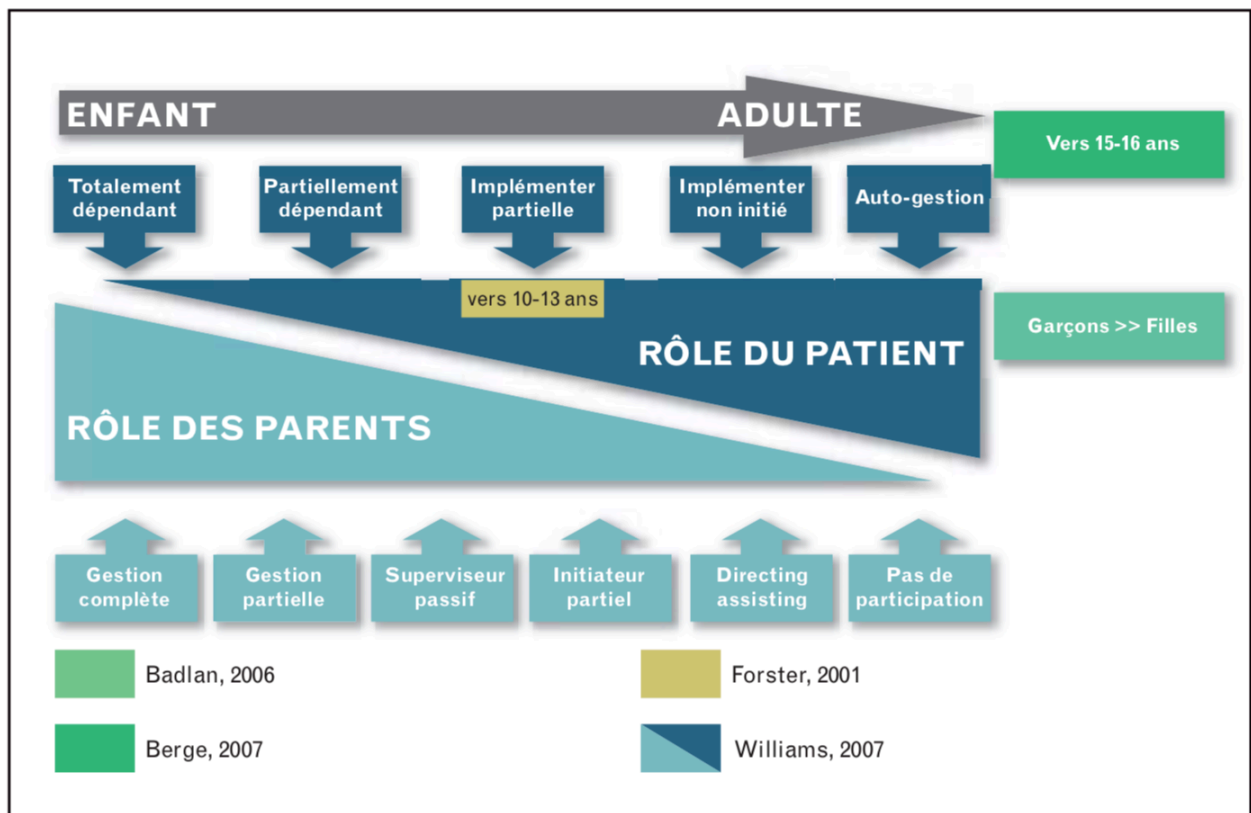 ENFANT
ADULTE
Vers 15-16 ans
Totalement
dépendant
Partiellement
dépendant
Implémenter
partielle
Implémenter
non initié
Auto-gestion
vers 10-13 ans
Garçons >> Filles
RÔLE DU PATIENT
RÔLE DES PARENTS
Gestion
complète
Gestion
partielle
Superviseur
passif
Initiateur
partiel
Directing
assisting
Pas de
participation
Badlan, 2006
Forster, 2001
Berge, 2007
Williams, 2007